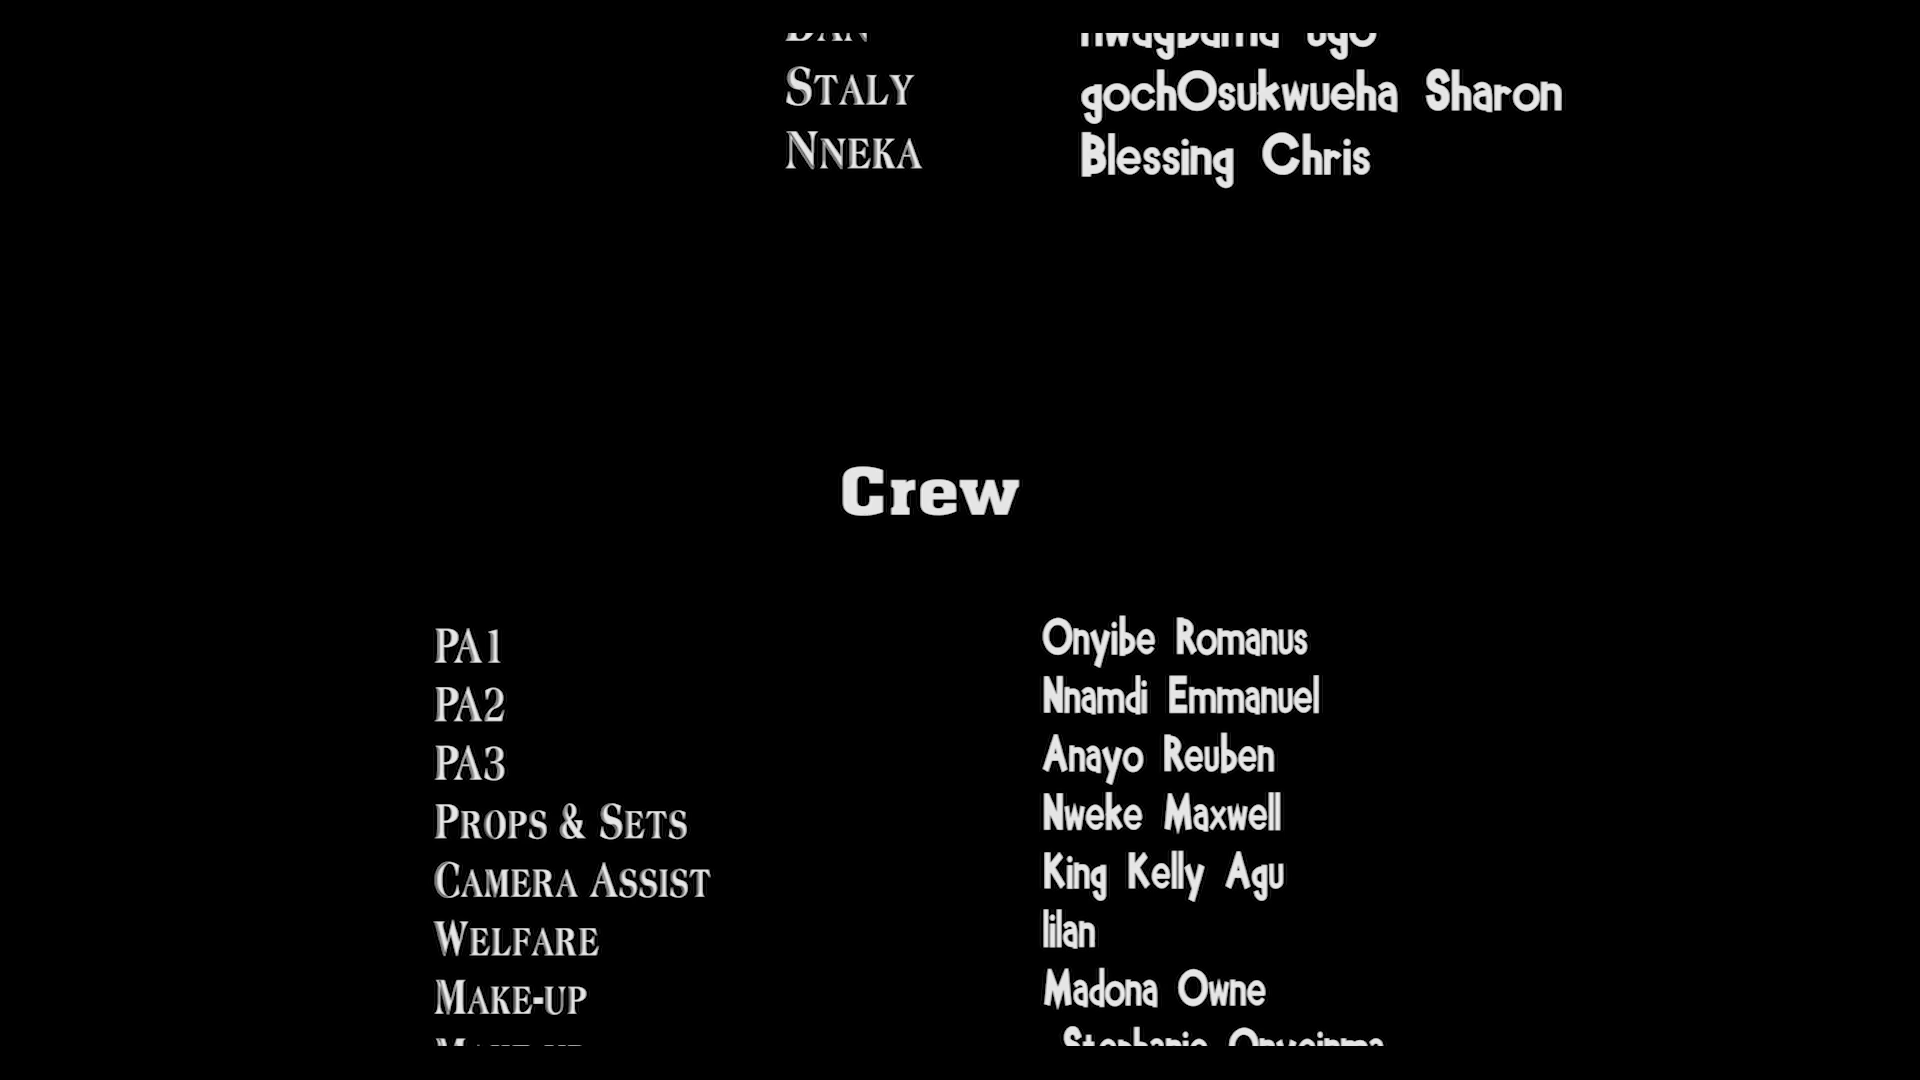 STALY gochOsukwueha Sharon
NNEKA Blessing Chris
Crew
PA1 Onyibe Romanus
PA2 Nnamdi Emmanuel
PA3 Anayo Reuben
PROPS & SETS Nweke Maxwell
CAMERA ASSIST King Kelly Agu
WELFARE lilan
MAKE-UP Madona Owne